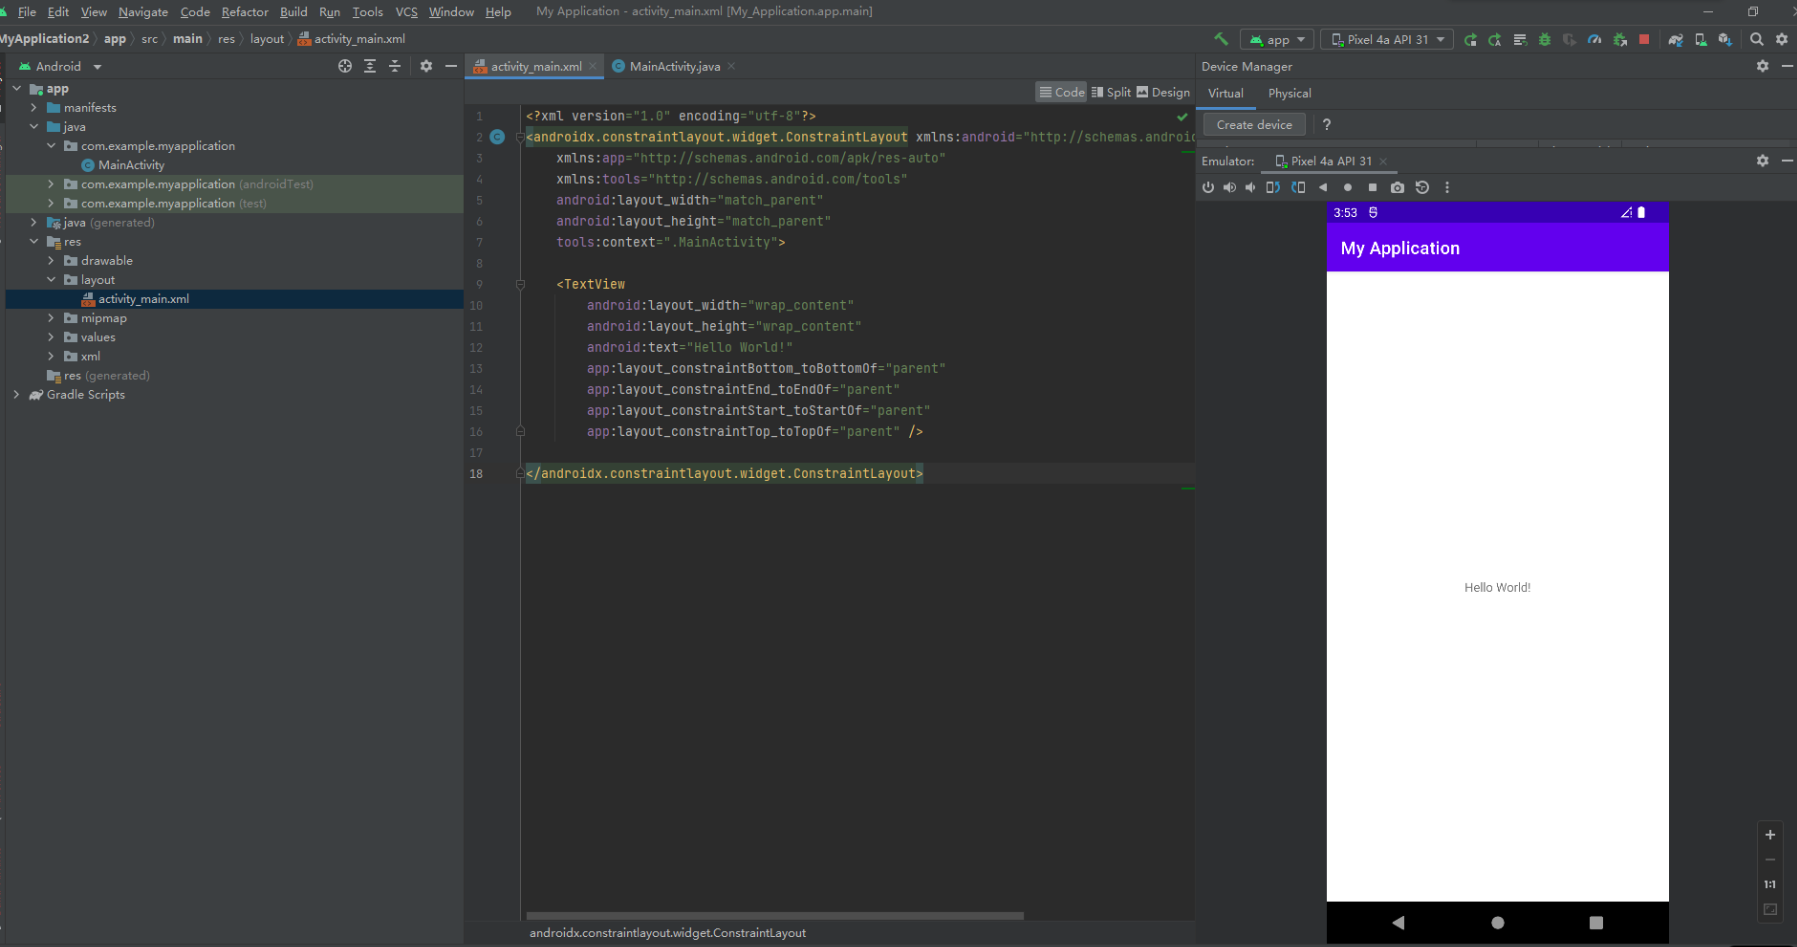 File Edit View Navigate Code Refactor Build Run Tools VCS Window Help My Application - activity_main.xml [My_Application.app.main]
MyApplication2 app src main res layout activity_main.xml
app Pixel 4a API 31
Android
app
manifests
java
com.example.myapplication
MainActivity
com.example.myapplication (androidTest)
com.example.myapplication (test)
java (generated)
res
drawable
layout
activity_main.xml
mipmap
values
xml
res (generated)
Gradle Scripts
activity_main.xml MainActivity.java
Code Split Design
1 <?xml version="1.0" encoding="utf-8"?>
2 <androidx.constraintlayout.widget.ConstraintLayout xmlns:android="http://schemas.android
3 xmlns:app="http://schemas.android.com/apk/res-auto"
4 xmlns:tools="http://schemas.android.com/tools"
5 android:layout_width="match_parent"
6 android:layout_height="match_parent"
7 tools:context=".MainActivity">
8
9 <TextView
10 android:layout_width="wrap_content"
11 android:layout_height="wrap_content"
12 android:text="Hello World!"
13 app:layout_constraintBottom_toBottomOf="parent"
14 app:layout_constraintEnd_toEndOf="parent"
15 app:layout_constraintStart_toStartOf="parent"
16 app:layout_constraintTop_toTopOf="parent" />
17
18 </androidx.constraintlayout.widget.ConstraintLayout>
androidx.constraintlayout.widget.ConstraintLayout
Device Manager
Virtual Physical
Create device ?
Emulator: Pixel 4a API 31
3:53
My Application
Hello World!
1:1